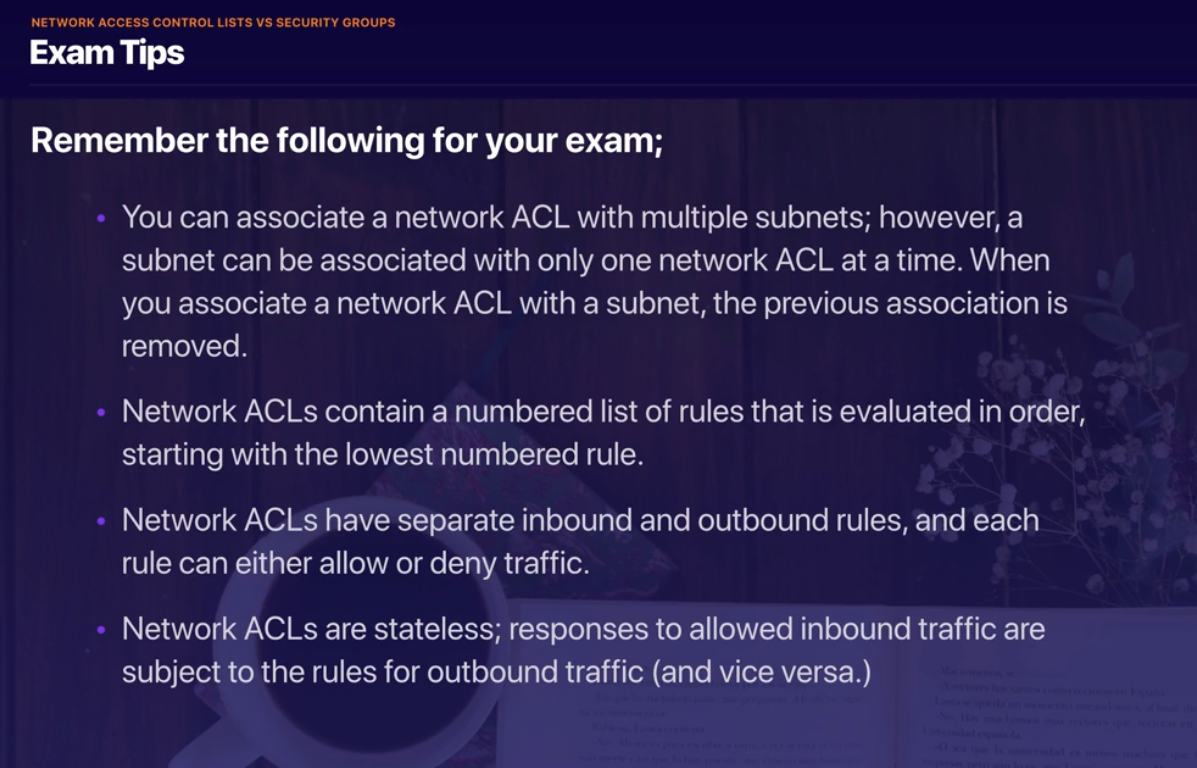 NETWORK ACCESS CONTROL LISTS VS SECURITY GROUPS
Exam Tips
Remember the following for your exam;
• You can associate a network ACL with multiple subnets; however, a
subnet can be associated with only one network ACL at a time. When
you associate a network ACL with a subnet, the previous association is
removed.
• Network ACLs contain a numbered list of rules that is evaluated in order,
starting with the lowest numbered rule.
• Network ACLs have separate inbound and outbound rules, and each
rule can either allow or deny traffic.
• Network ACLs are stateless; responses to allowed inbound traffic are
subject to the rules for outbound traffic (and vice versa.)